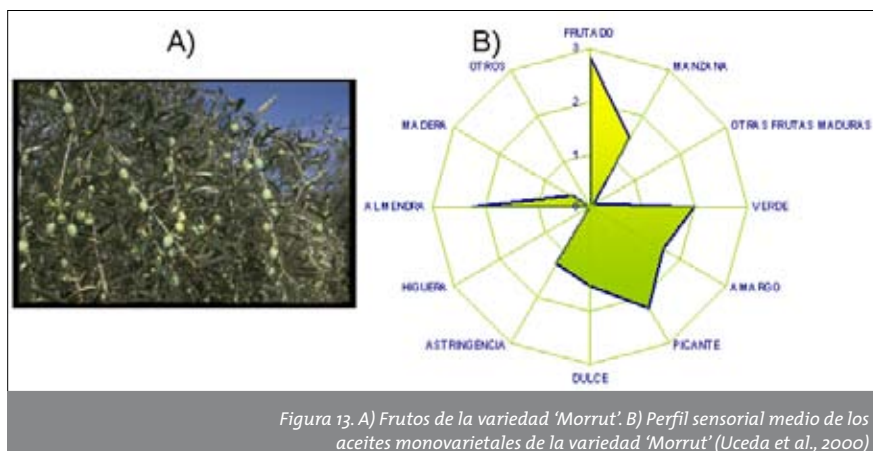 A)
B)
FRUTADO
3
OTROS
MANZANA
2
MADERA
OTRAS FRUTAS MADURAS
1
ALMENDRA
VERDE
HIGUERA
AMARGO
ASTRINGENCIA
PICANTE
DULCE
Figura 13. A) Frutos de la variedad ‘Morrut’. B) Perfil sensorial medio de los
aceites monovarietales de la variedad ‘Morrut’ (Uceda et al., 2000)